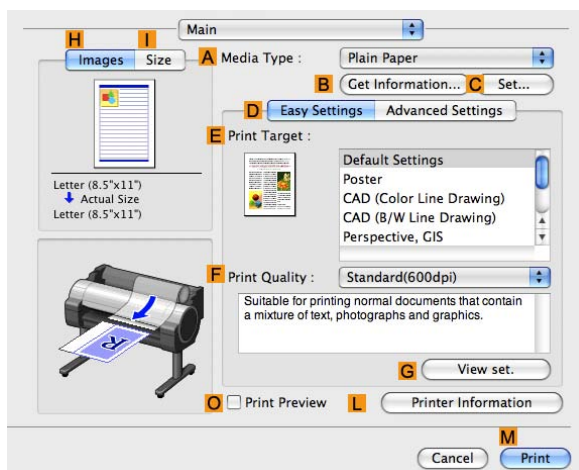 Main
H
I
Images
Size
A
Media Type :
Plain Paper
B
Get Information...
C
Set...
D
Easy Settings
Advanced Settings
E
Print Target :
Default Settings
Poster
CAD (Color Line Drawing)
CAD (B/W Line Drawing)
Perspective, GIS
Letter (8.5"x11")
Actual Size
Letter (8.5"x11")
F
Print Quality :
Standard(600dpi)
Suitable for printing normal documents that contain
a mixture of text, photographs and graphics.
R
G
View set.
O
Print Preview
L
Printer Information
M
Cancel
Print